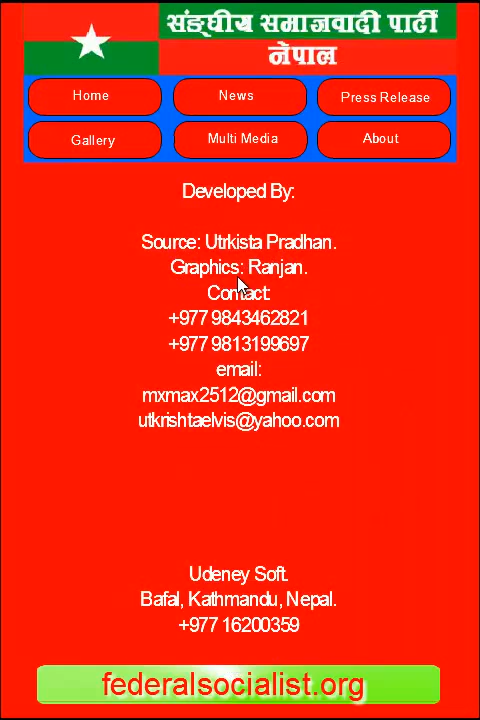 संङ्घीय समाजवादी पार्टी
नेपाल
Home
News
Press Release
Gallery
Multi Media
About
Developed By:
Source: Utrkista Pradhan.
Graphics: Ranjan.
Contact:
+977 9843462821
+977 9813199697
email:
mxmax2512@gmail.com
utkrishtaelvis@yahoo.com
Udeney Soft.
Bafal, Kathmandu, Nepal.
+977 16200359
federalsocialist.org